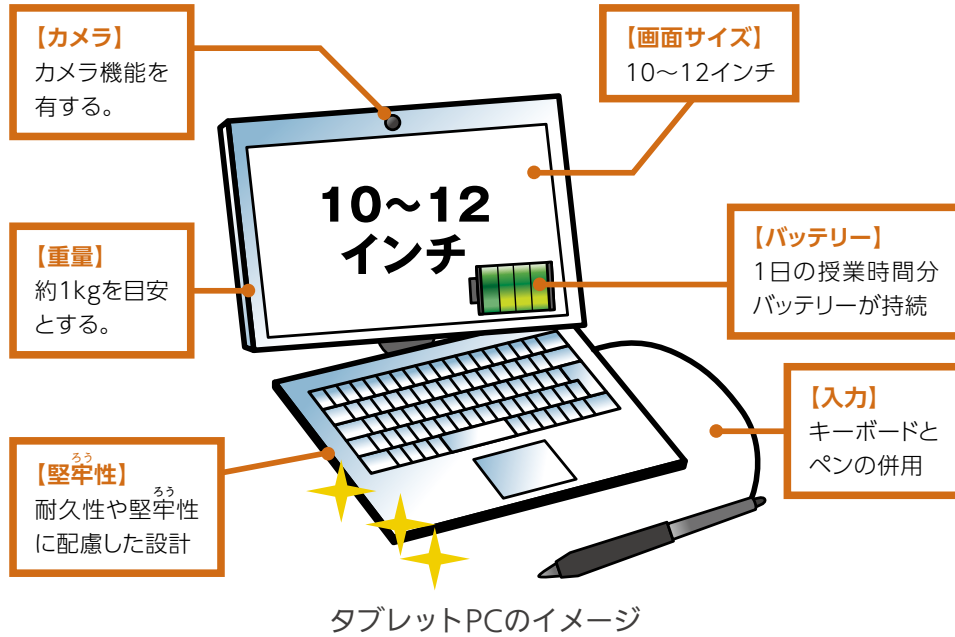 【カメラ】
カメラ機能を
有する。
【画面サイズ】
10〜12インチ
10〜12
インチ
【重量】
約1kgを目安
とする。
【バッテリー】
1日の授業時間分
バッテリーが持続
【入力】
キーボードと
ペンの併用
ろう
【堅牢性】
ろう
耐久性や堅牢性
に配慮した設計
タブレットPCのイメージ